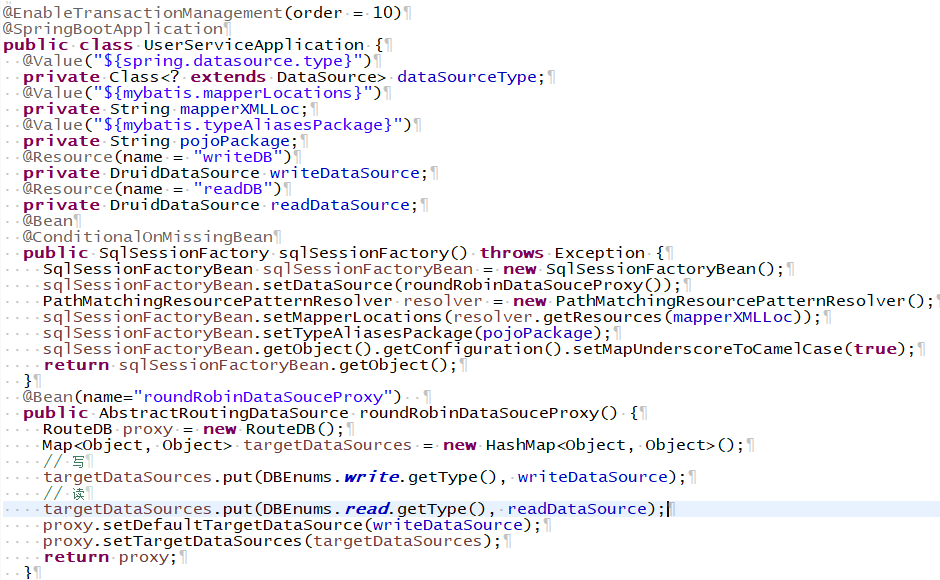 @EnableTransactionManagement(order = 10)
@SpringBootApplication
public class UserServiceApplication {
  @Value("${spring.datasource.type}")
  private Class<? extends DataSource> dataSourceType;
  @Value("${mybatis.mapperLocations}")
  private String mapperXMLLoc;
  @Value("${mybatis.typeAliasesPackage}")
  private String pojoPackage;
  @Resource(name = "writeDB")
  private DruidDataSource writeDataSource;
  @Resource(name = "readDB")
  private DruidDataSource readDataSource;
  @Bean
  @ConditionalOnMissingBean
  public SqlSessionFactory sqlSessionFactory() throws Exception {
    SqlSessionFactoryBean sqlSessionFactoryBean = new SqlSessionFactoryBean();
    sqlSessionFactoryBean.setDataSource(roundRobinDataSouceProxy());
    PathMatchingResourcePatternResolver resolver = new PathMatchingResourcePatternResolver();
    sqlSessionFactoryBean.setMapperLocations(resolver.getResources(mapperXMLLoc));
    sqlSessionFactoryBean.setTypeAliasesPackage(pojoPackage);
    sqlSessionFactoryBean.getObject().getConfiguration().setMapUnderscoreToCamelCase(true);
    return sqlSessionFactoryBean.getObject();
  }
  @Bean(name="roundRobinDataSouceProxy")
  public AbstractRoutingDataSource roundRobinDataSouceProxy() {
    RouteDB proxy = new RouteDB();
    Map<Object, Object> targetDataSources = new HashMap<Object, Object>();
    // 写
    targetDataSources.put(DBEnums.write.getType(), writeDataSource);
    // 读
    targetDataSources.put(DBEnums.read.getType(), readDataSource);
    proxy.setDefaultTargetDataSource(writeDataSource);
    proxy.setTargetDataSources(targetDataSources);
    return proxy;
  }